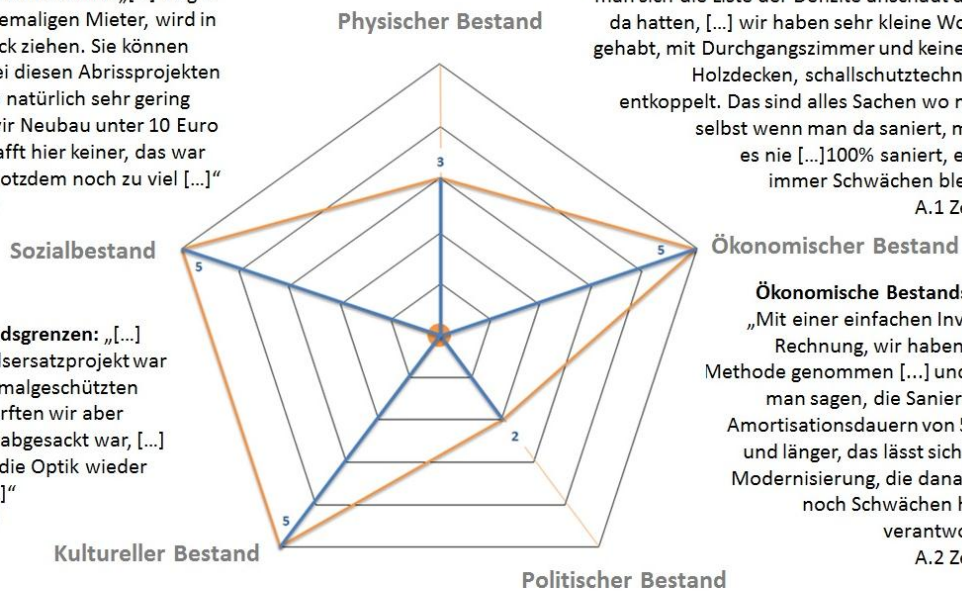 „[...]
emaligen Mieter, wird in
ck ziehen. Sie können
ei diesen Abrissprojekten
natürlich sehr gering
ir Neubau unter 10 Euro
afft hier keiner, das war
otzdem noch zu viel [...]“
Physischer Bestand
da hatten, [...] wir haben sehr kleine Wo
gehabt, mit Durchgangszimmer und keine
Holzdecken, schallschutztechn
entkoppelt. Das sind alles Sachen wo m
selbst wenn man da saniert, m
es nie [...]100% saniert, e
immer Schwächen ble
A.1 Ze
3
Sozialbestand
5
5
Ökonomischer Bestand
dsgrenzen: „[...]
lsersatzprojekt war
malgeschützten
rften wir aber
abgesackt war, [...]
die Optik wieder
]“
Ökonomische Bestands
„Mit einer einfachen Inv
Rechnung, wir haben
Methode genommen [...] und
man sagen, die Sanier
Amortisationsdauern von 5
und länger, das lässt sich
Modernisierung, die dana
noch Schwächen h
verantwo
A.2 Ze
2
5
Kultureller Bestand
Politischer Bestand